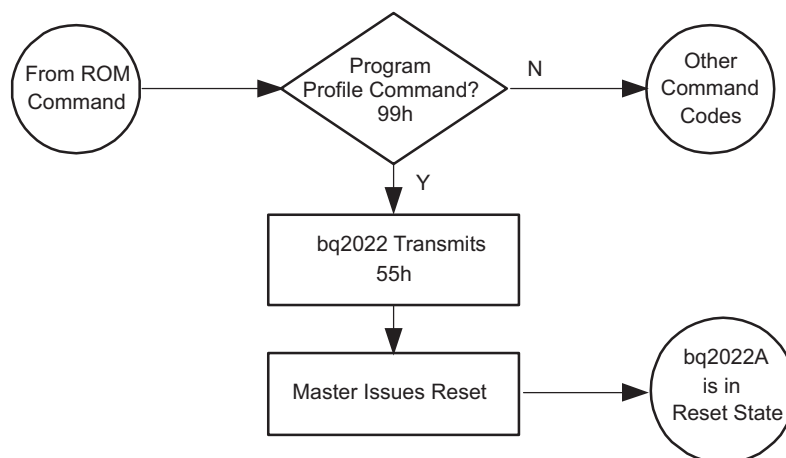 From ROM
Command
Program
Profile Command?
99h
N
Other
Command
Codes
Y
bq2022 Transmits
55h
Master Issues Reset
bq2022A
is in
Reset State